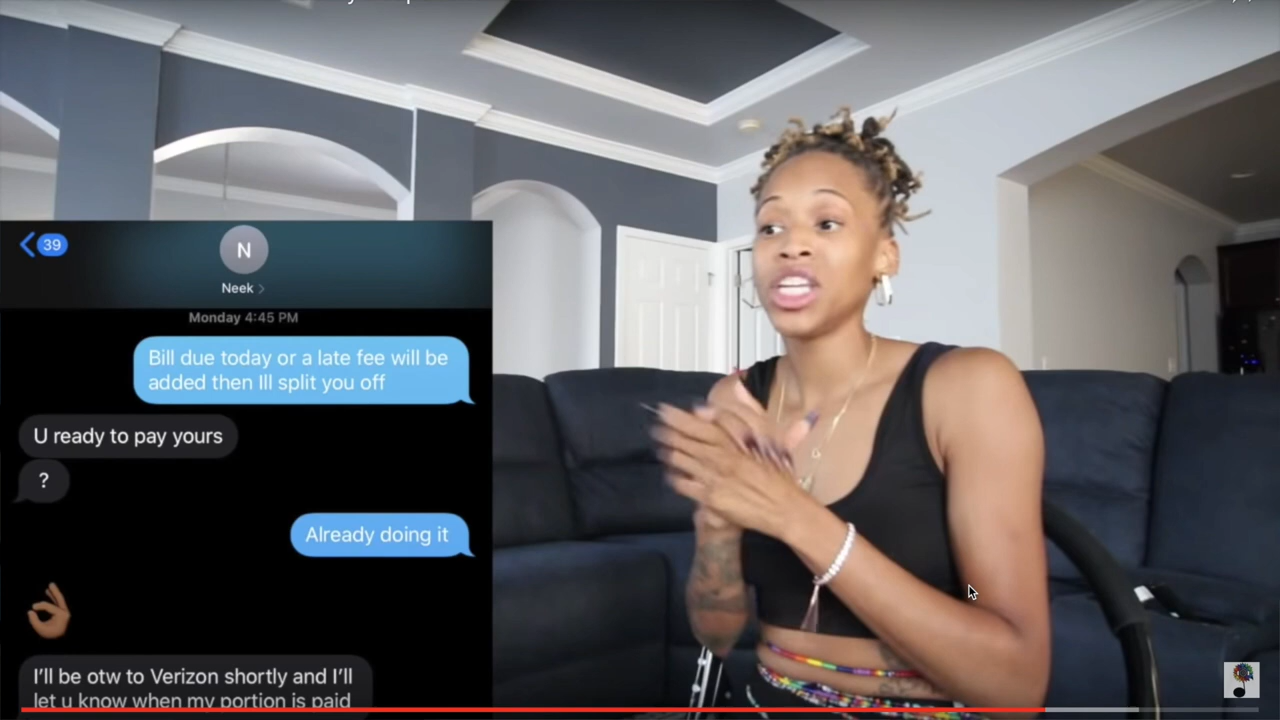 39
N
Neek >
Monday 4:45 PM
Bill due today or a late fee will be
added then Ill split you off
U ready to pay yours
?
Already doing it
I'll be otw to Verizon shortly and I'll
let u know when my portion is paid